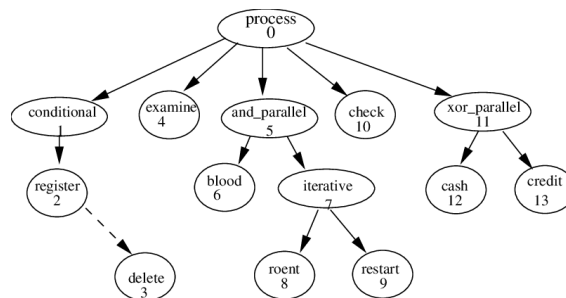 process
0
conditional
1
examine
4
and_parallel
5
check
10
xor_parallel
11
register
2
blood
6
iterative
7
cash
12
credit
13
delete
3
roent
8
restart
9